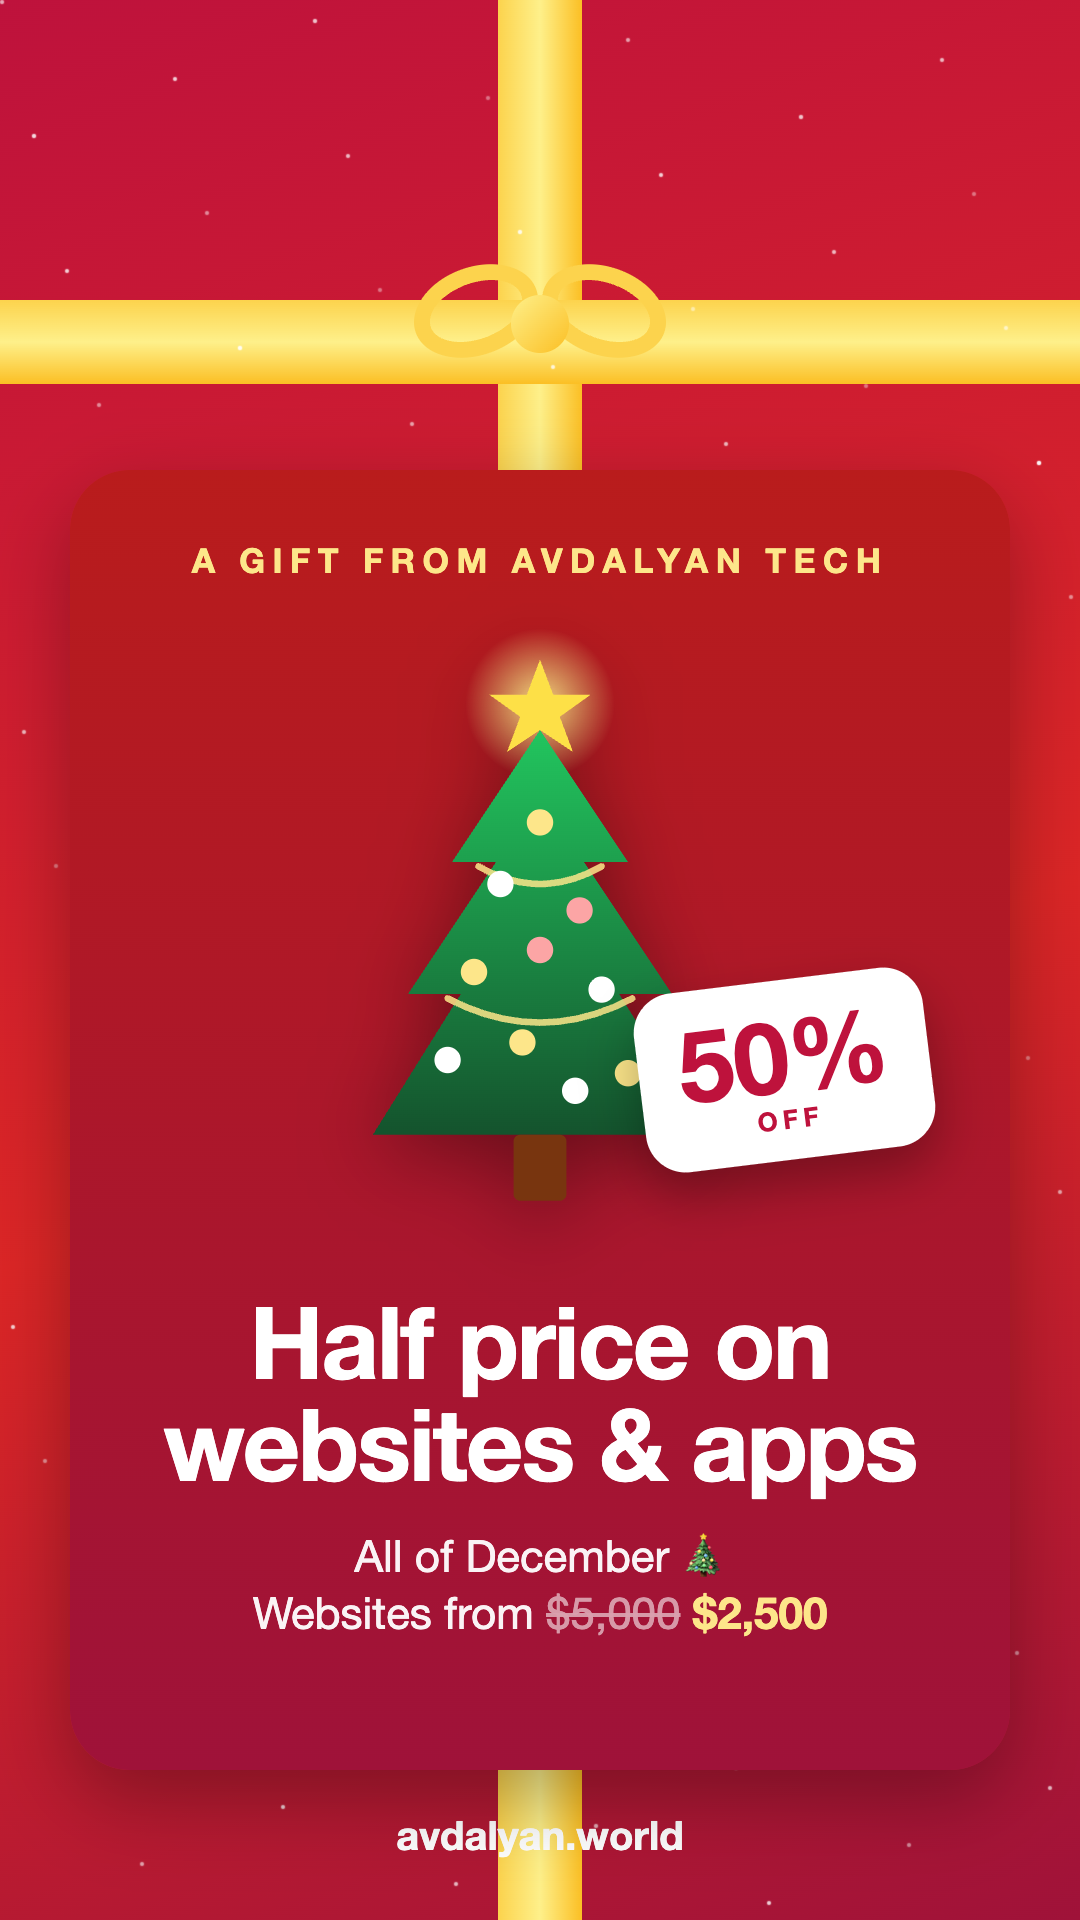 A GIFT FROM AVDALYAN TECH
50%
OFF
Half price on
websites & apps
All of December 🎄
Websites from $5,000 $2,500
avdalyan.world